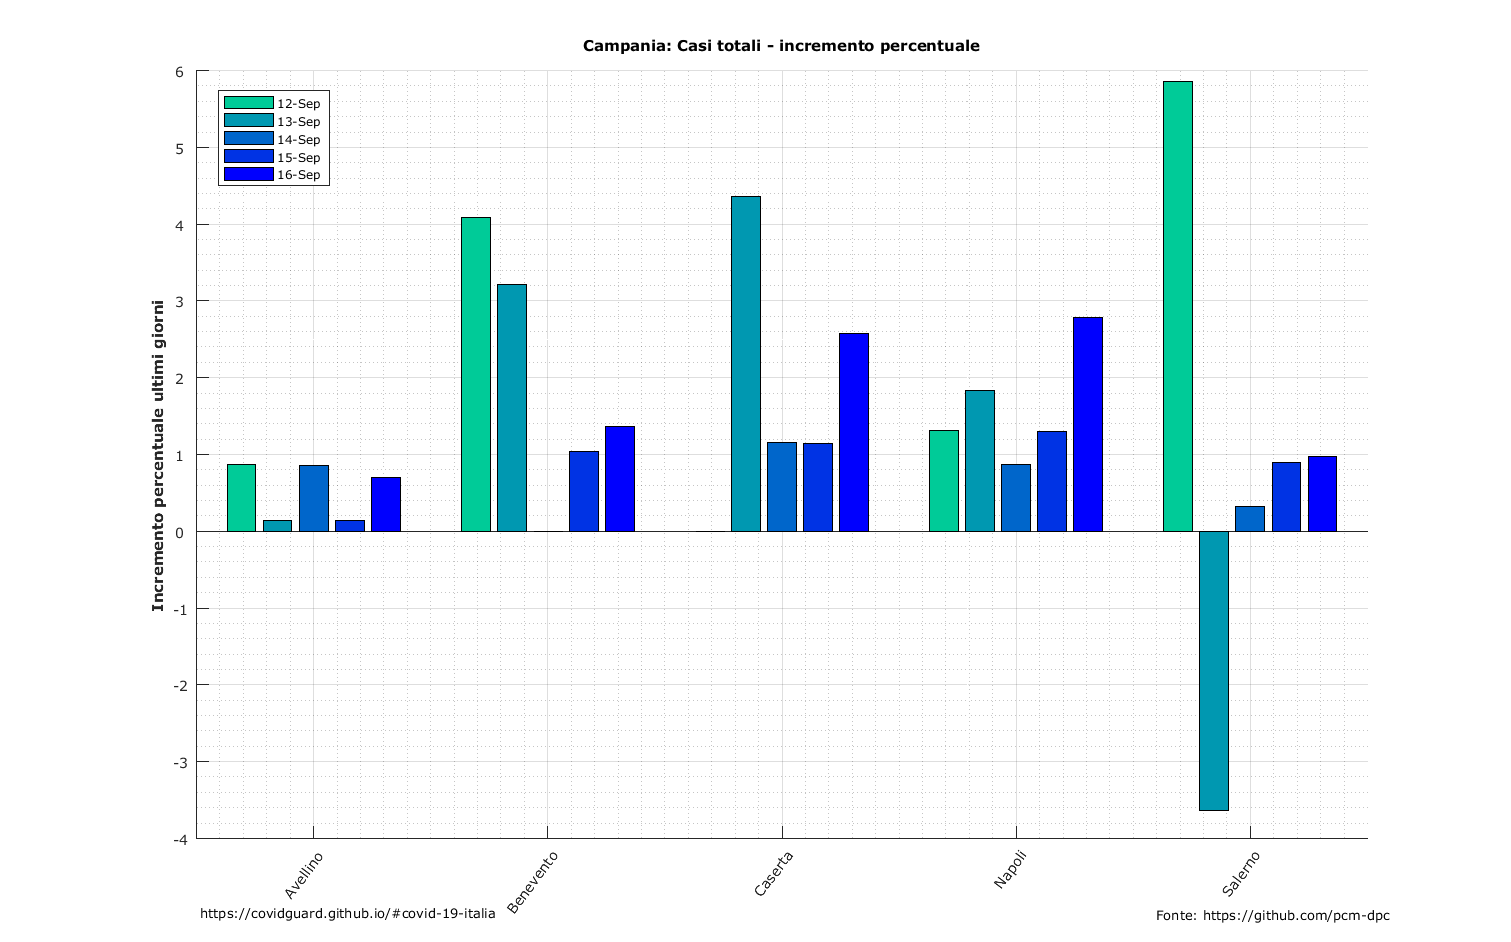 Campania: Casi totali - incremento percentuale
12-Sep
13-Sep
14-Sep
15-Sep
16-Sep
Incremento percentuale ultimi giorni
6
5
4
3
2
1
0
-1
-2
-3
-4
Avellino
Benevento
Caserta
Napoli
Salerno
https://covidguard.github.io/#covid-19-italia
Fonte: https://github.com/pcm-dpc